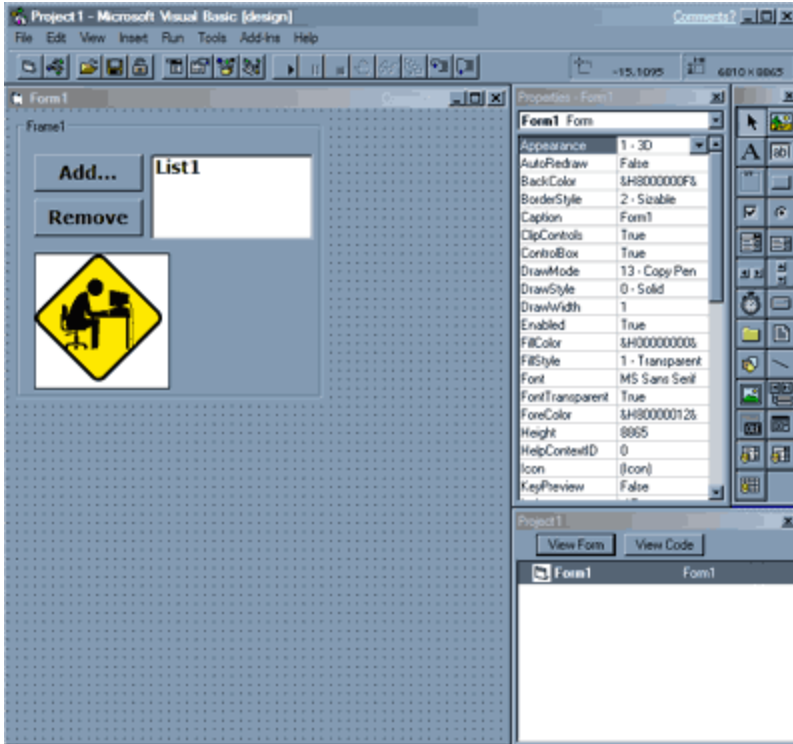 Project1 - Microsoft Visual Basic [design]
Comments?
File Edit View Insert Run Tools Add-Ins Help
-15,1095
6810 × 8865
Form1
Properties - Form1
Frame1
Form1 Form
Add...
List1
Remove
Appearance 1 - 3D
AutoRedraw False
BackColor &H8000000F&
BorderStyle 2 - Sizable
Caption Form1
ClipControls True
ControlBox True
DrawMode 13 - Copy Pen
DrawStyle 0 - Solid
DrawWidth 1
Enabled True
FillColor &H00000000&
FillStyle 1 - Transparent
Font MS Sans Serif
FontTransparent True
ForeColor &H80000012&
Height 8865
HelpContextID 0
Icon (Icon)
KeyPreview False
A
ab
Project1
View Form View Code
Form1 Form1